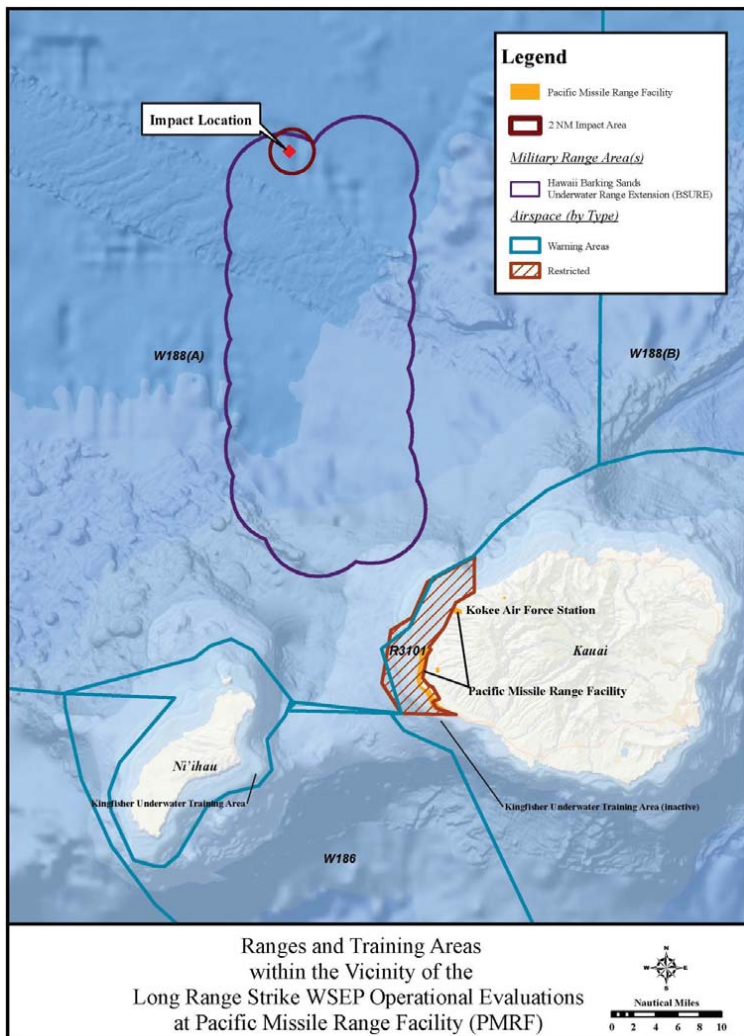 Legend
Pacific Missile Range Facility
2 NM Impact Area
Military Range Area(s)
Hawaii Barking Sands
Underwater Range Extension (BSURE)
Airspace (by Type)
Warning Areas
Restricted
Impact Location
W188(A)
W188(B)
Kokee Air Force Station
R3101
Kauai
Pacific Missile Range Facility
Ni'ihau
Kingfisher Underwater Training Area
Kingfisher Underwater Training Area (inactive)
W186
Ranges and Training Areas
within the Vicinity of the
Long Range Strike WSEP Operational Evaluations
at Pacific Missile Range Facility (PMRF)
N
W E
S
Nautical Miles
0 2 4 6 8 10